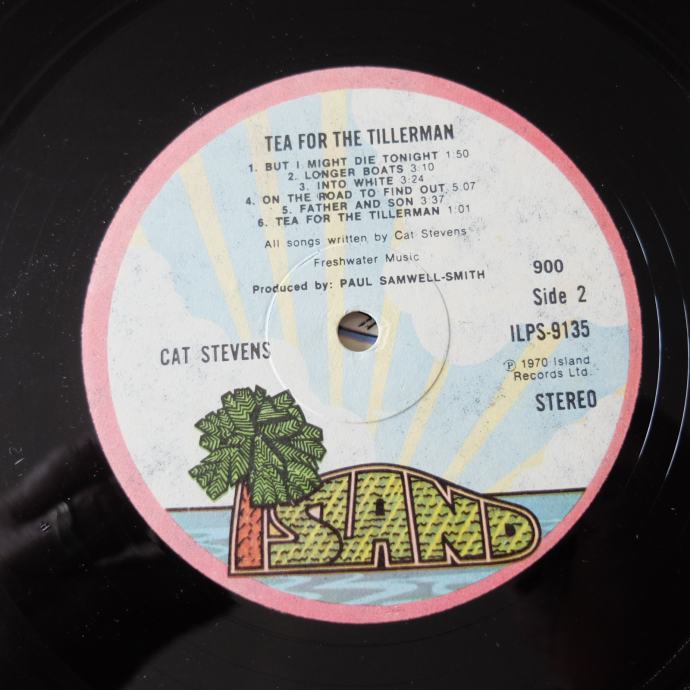 TEA FOR THE TILLERMAN
1. BUT I MIGHT DIE TONIGHT 1:50
2. LONGER BOATS 3:10
3. INTO WHITE 3:24
4. ON THE ROAD TO FIND OUT 5:07
5. FATHER AND SON 3:37
6. TEA FOR THE TILLERMAN 1:01
All songs written by Cat Stevens
Freshwater Music
Produced by: PAUL SAMWELL-SMITH
900
Side 2
ILPS-9135
CAT STEVENS
Ⓟ 1970 Island
Records Ltd.
STEREO
ISLAND